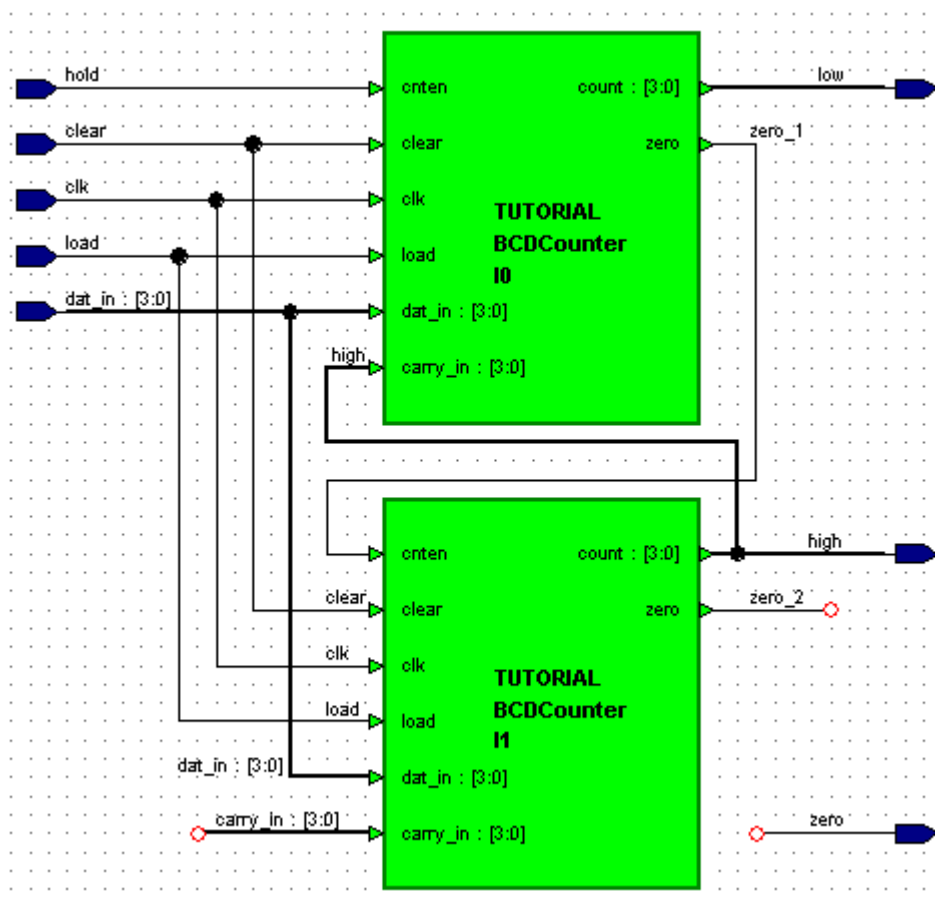 hold
cnten
count : [3:0]
low
clear
clear
zero
zero_1
clk
clk
TUTORIAL
BCDCounter
I0
load
load
dat_in : [3:0]
dat_in : [3:0]
high
carry_in : [3:0]
cnten
count : [3:0]
high
clear
clear
zero
zero_2
clk
clk
TUTORIAL
BCDCounter
I1
load
load
dat_in : [3:0]
dat_in : [3:0]
carry_in : [3:0]
carry_in : [3:0]
zero